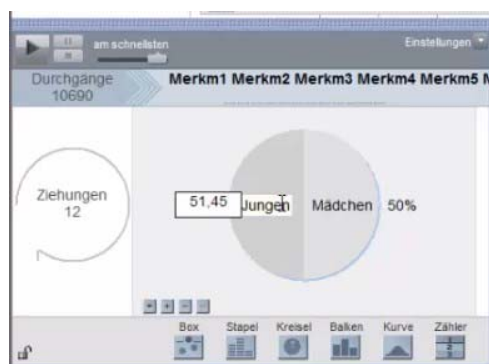 am schnellsten
Einstellungen
Durchgänge
10690
Merkm1 Merkm2 Merkm3 Merkm4 Merkm5 M
Ziehungen
12
51,45 Jungen Mädchen 50%
Box Stapel Kreisel Balken Kurve Zähler